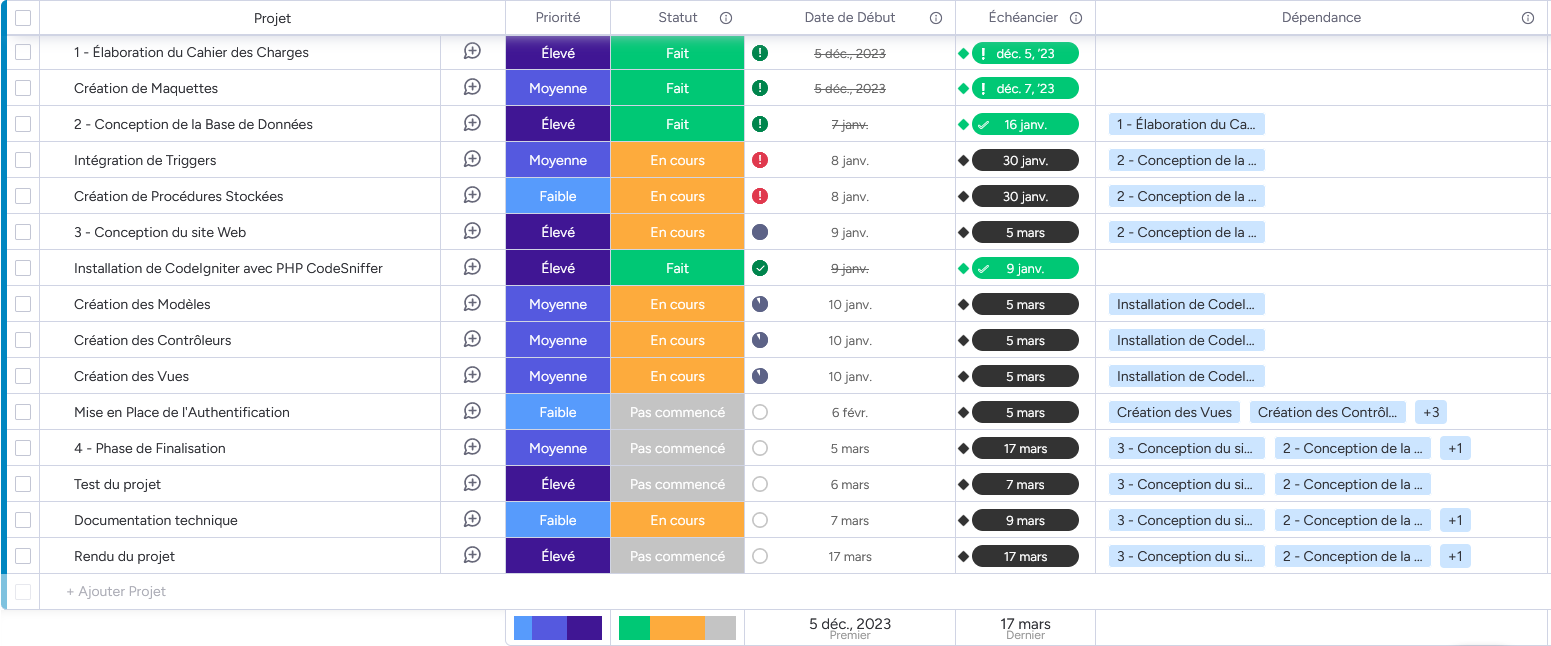 Projet Priorité Statut Date de Début Échéancier Dépendance
1 - Élaboration du Cahier des Charges Élevé Fait 5 déc., 2023 déc. 5, '23
Création de Maquettes Moyenne Fait 5 déc., 2023 déc. 7, '23
2 - Conception de la Base de Données Élevé Fait 7 janv. 16 janv. 1 - Élaboration du Ca...
Intégration de Triggers Moyenne En cours 8 janv. 30 janv. 2 - Conception de la ...
Création de Procédures Stockées Faible En cours 8 janv. 30 janv. 2 - Conception de la ...
3 - Conception du site Web Élevé En cours 9 janv. 5 mars 2 - Conception de la ...
Installation de CodeIgniter avec PHP CodeSniffer Élevé Fait 9 janv. 9 janv.
Création des Modèles Moyenne En cours 10 janv. 5 mars Installation de CodeI...
Création des Contrôleurs Moyenne En cours 10 janv. 5 mars Installation de CodeI...
Création des Vues Moyenne En cours 10 janv. 5 mars Installation de CodeI...
Mise en Place de l'Authentification Faible Pas commencé 6 févr. 5 mars Création des Vues Création des Contrôl... +3
4 - Phase de Finalisation Moyenne Pas commencé 5 mars 17 mars 3 - Conception du si... 2 - Conception de la ... +1
Test du projet Élevé Pas commencé 6 mars 7 mars 3 - Conception du si... 2 - Conception de la ...
Documentation technique Faible En cours 7 mars 9 mars 3 - Conception du si... 2 - Conception de la ... +1
Rendu du projet Élevé Pas commencé 17 mars 17 mars 3 - Conception du si... 2 - Conception de la ... +1
+ Ajouter Projet
5 déc., 2023 17 mars
Premier Dernier